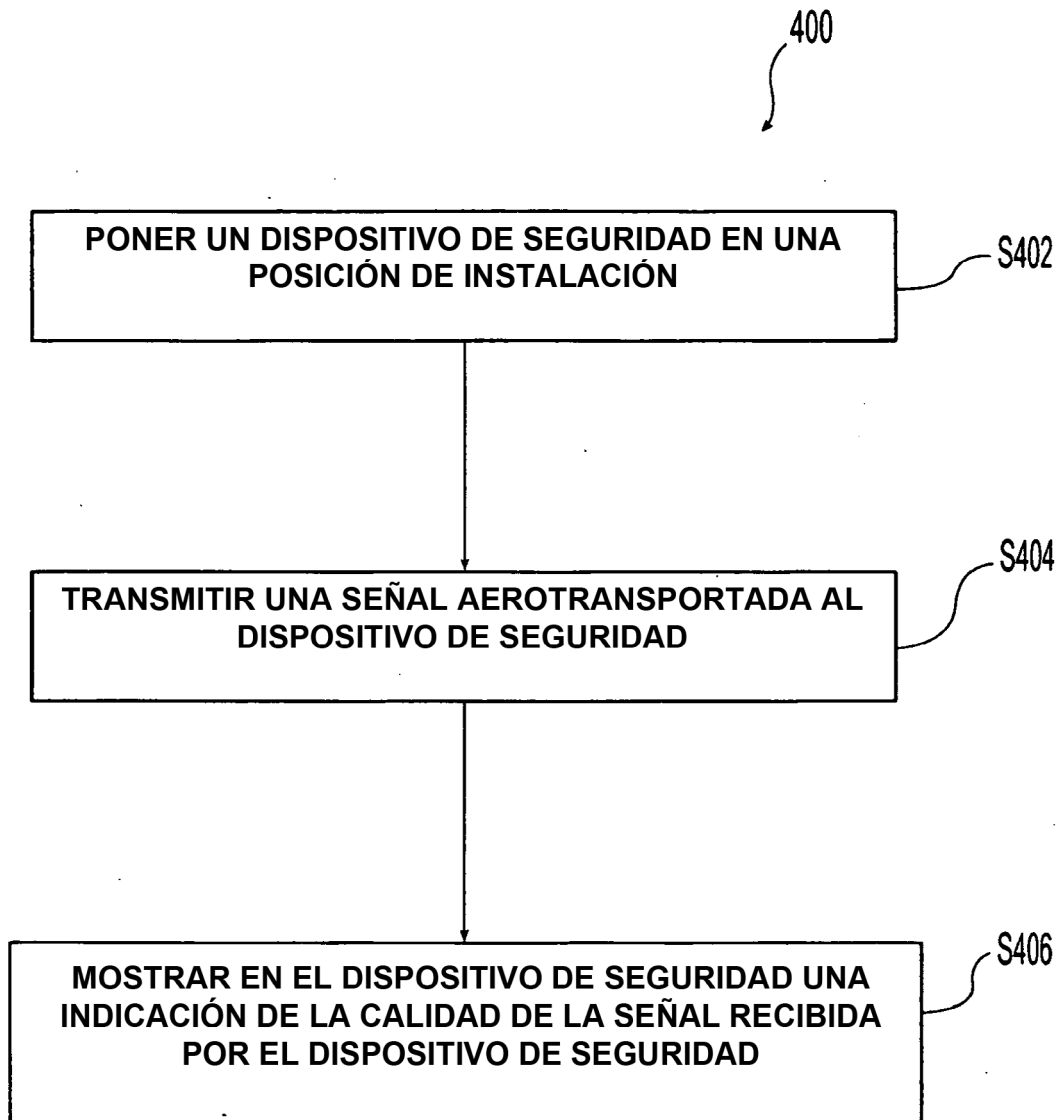 400
PONER UN DISPOSITIVO DE SEGURIDAD EN UNA
POSICIÓN DE INSTALACIÓN
S402
TRANSMITIR UNA SEÑAL AEROTRANSPORTADA AL
DISPOSITIVO DE SEGURIDAD
S404
MOSTRAR EN EL DISPOSITIVO DE SEGURIDAD UNA
INDICACIÓN DE LA CALIDAD DE LA SEÑAL RECIBIDA
POR EL DISPOSITIVO DE SEGURIDAD
S406